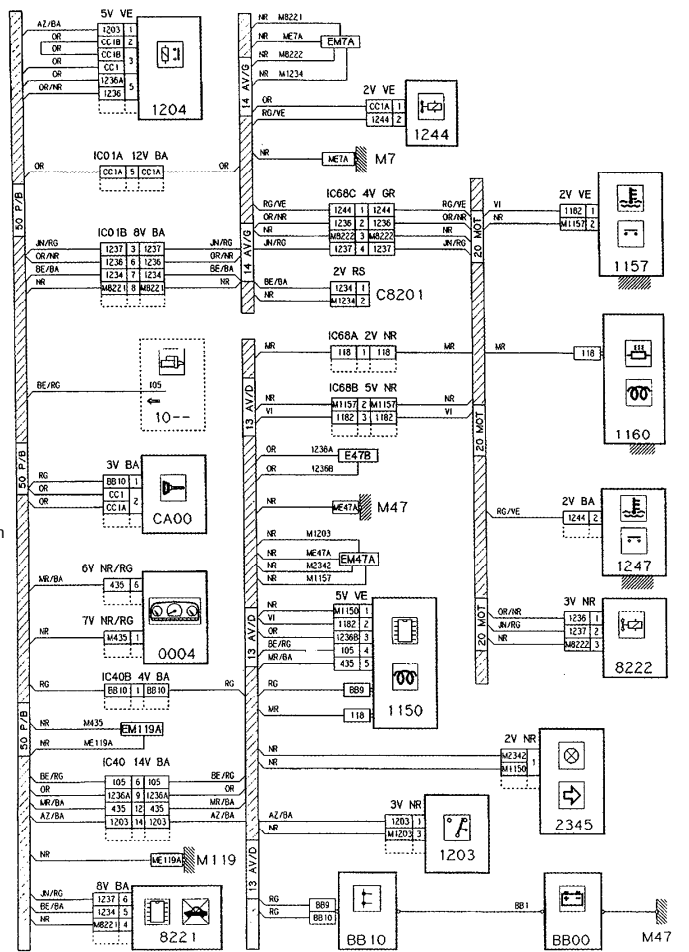 5V VE
AZ/BA 1203 1
OR CC1B 2
OR CC1B
OR CC1 3
OR 1236A
OR/NR 1236 5
1204
IC01A 12V BA
OR CC1A 5 CC1A OR
50 P/B
IC01B 8V BA
JN/RG 1237 3 1237 JN/RG
OR/NR 1236 6 1236 OR/NR
BE/BA 1234 7 1234 BE/BA
NR M8221 8 M8221 NR
BE/RG 105
10--
50 P/B
3V BA
RG BB10 1
OR CC1
OR CC1A 2
CA00
n
6V NR/RG
MR/BA 435 6
7V NR/RG
NR M435 1
0004
IC40B 4V BA
RG BB10 1 BB10 RG
50 P/B
NR M435
EM119A
NR ME119A
IC40 14V BA
BE/RG 105 6 105 BE/RG
OR 1236A 9 1236A OR
MR/BA 435 12 435 MR/BA
AZ/BA 1203 14 1203 AZ/BA
NR ME119A M119
8V BA
JN/RG 1237 6
BE/BA 1234 5
NR M8221 4
8221
NR M8221
NR ME7A
EM7A
NR M8222
NR M1234
14 AV/G
2V VE
OR CC1A 1
RG/VE 1244 2
1244
NR ME7A M7
IC68C 4V GR
RG/VE 1244 1 1244 RG/VE
OR/NR 1236 2 1236 OR/NR
NR M8222 3 M8222 NR
JN/RG 1237 4 1237 JN/RG
14 AV/G
2V RS
BE/BA 1234 1
NR M1234 2
C8201
IC68A 2V NR
MR 118 1 118 MR
IC68B 5V NR
NR M1157 2 M1157 NR
VI 1182 3 1182 VI
13 AV/D
OR 1236A
E47B
OR 1236B
NR ME47A M47
NR M1203
NR ME47A
EM47A
NR M2342
NR M1157
13 AV/D
5V VE
NR M1150 1
VI 1182 2
OR 1236B 3
BE/RG 105 4
MR/BA 435 5
RG BB9
MR 118
1150
2V NR
NR M2342
NR M1150 1
2345
3V NR
AZ/BA 1203 1
NR M1203 3
1203
13 AV/D
RG BB9
RG BB10
BB10
BB1
BB00
M47
20 MOT
2V VE
VI 1182 1
NR M1157 2
1157
MR 118
1160
20 MOT
2V BA
RG/VE 1244 2
1247
20 MOT
3V NR
OR/NR 1236 1
JN/RG 1237 2
NR M8222 3
8222